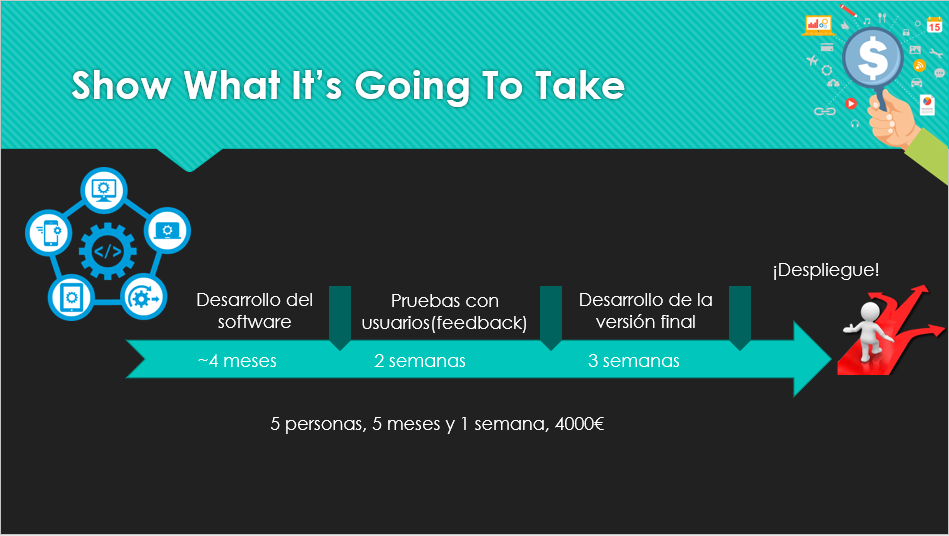 Show What It’s Going To Take
15
$
</>
¡Despliegue!
Desarrollo del
software
Pruebas con
usuarios(feedback)
Desarrollo de la
versión final
~4 meses
2 semanas
3 semanas
5 personas, 5 meses y 1 semana, 4000€